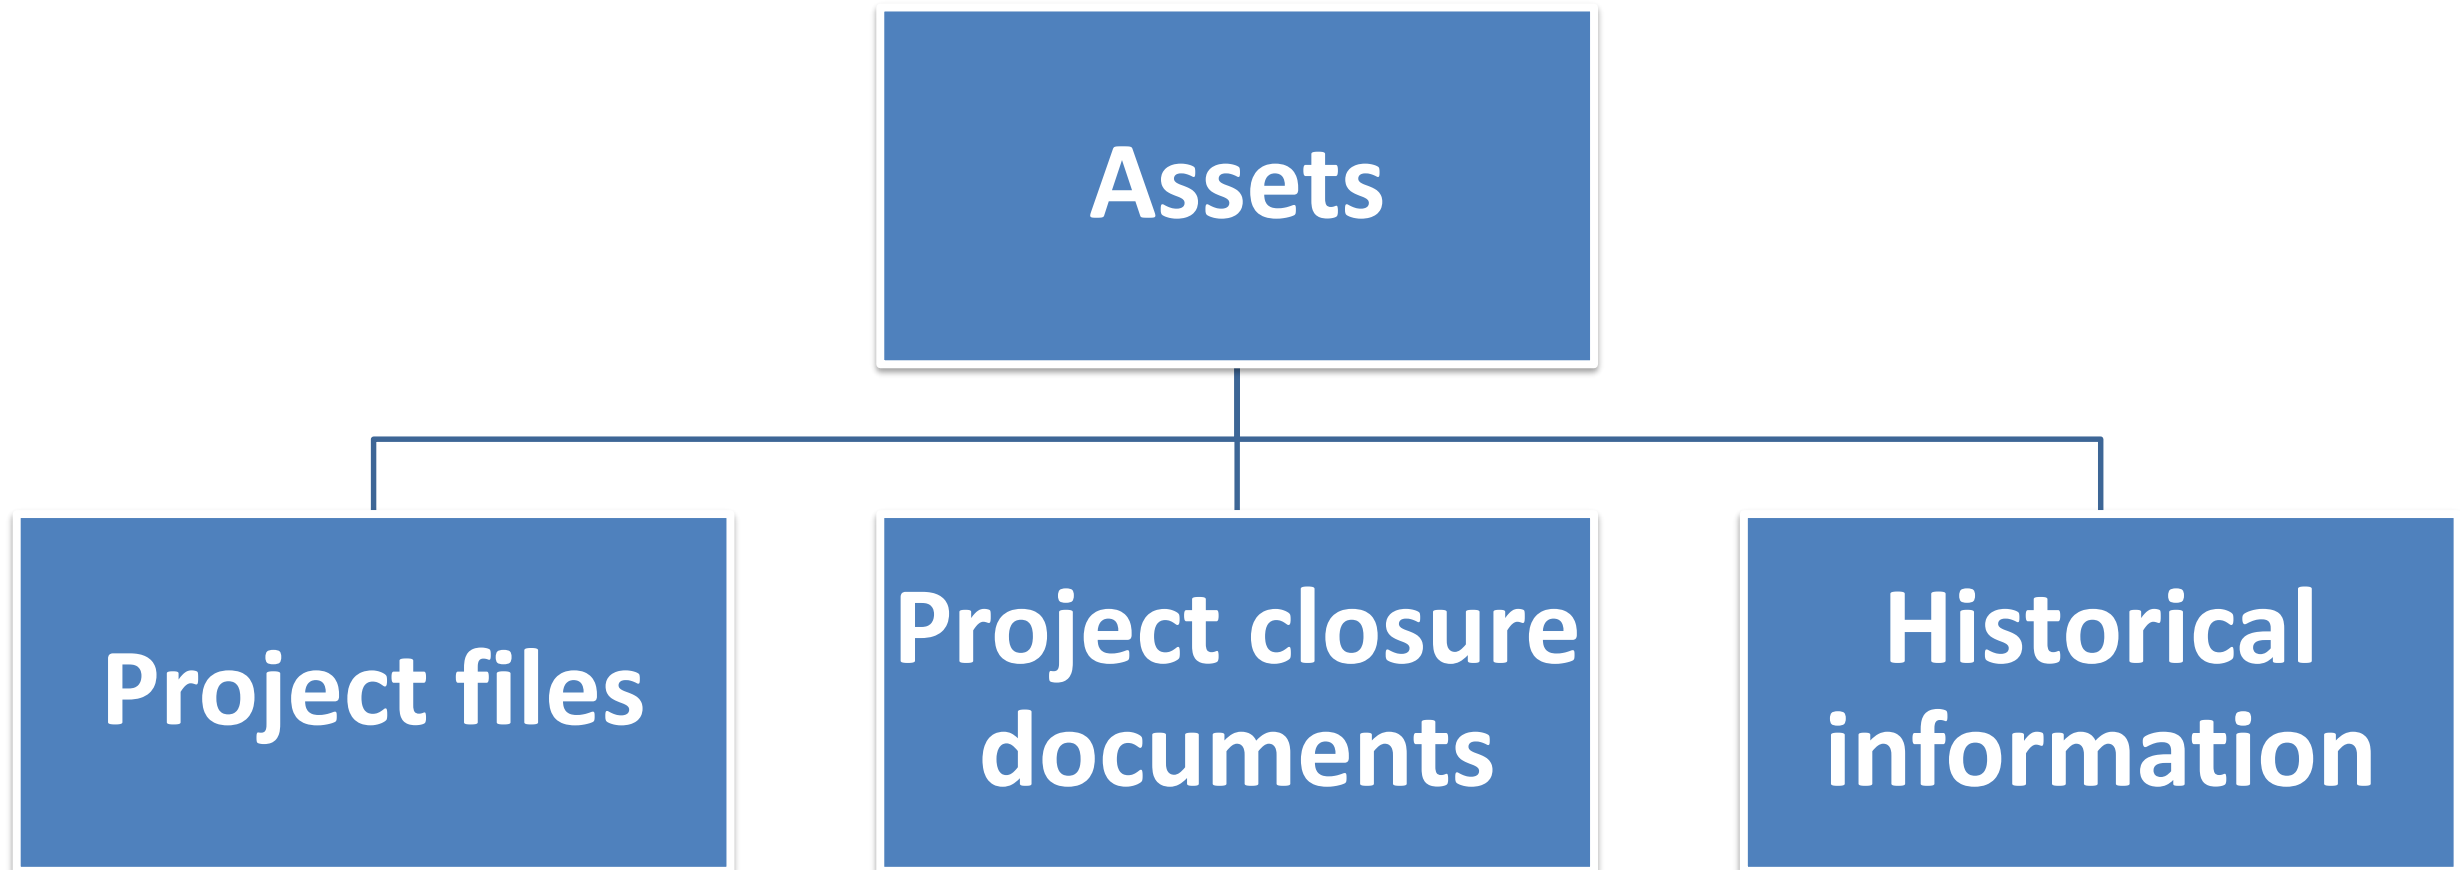 Assets
Project files
Project closure
documents
Historical
information